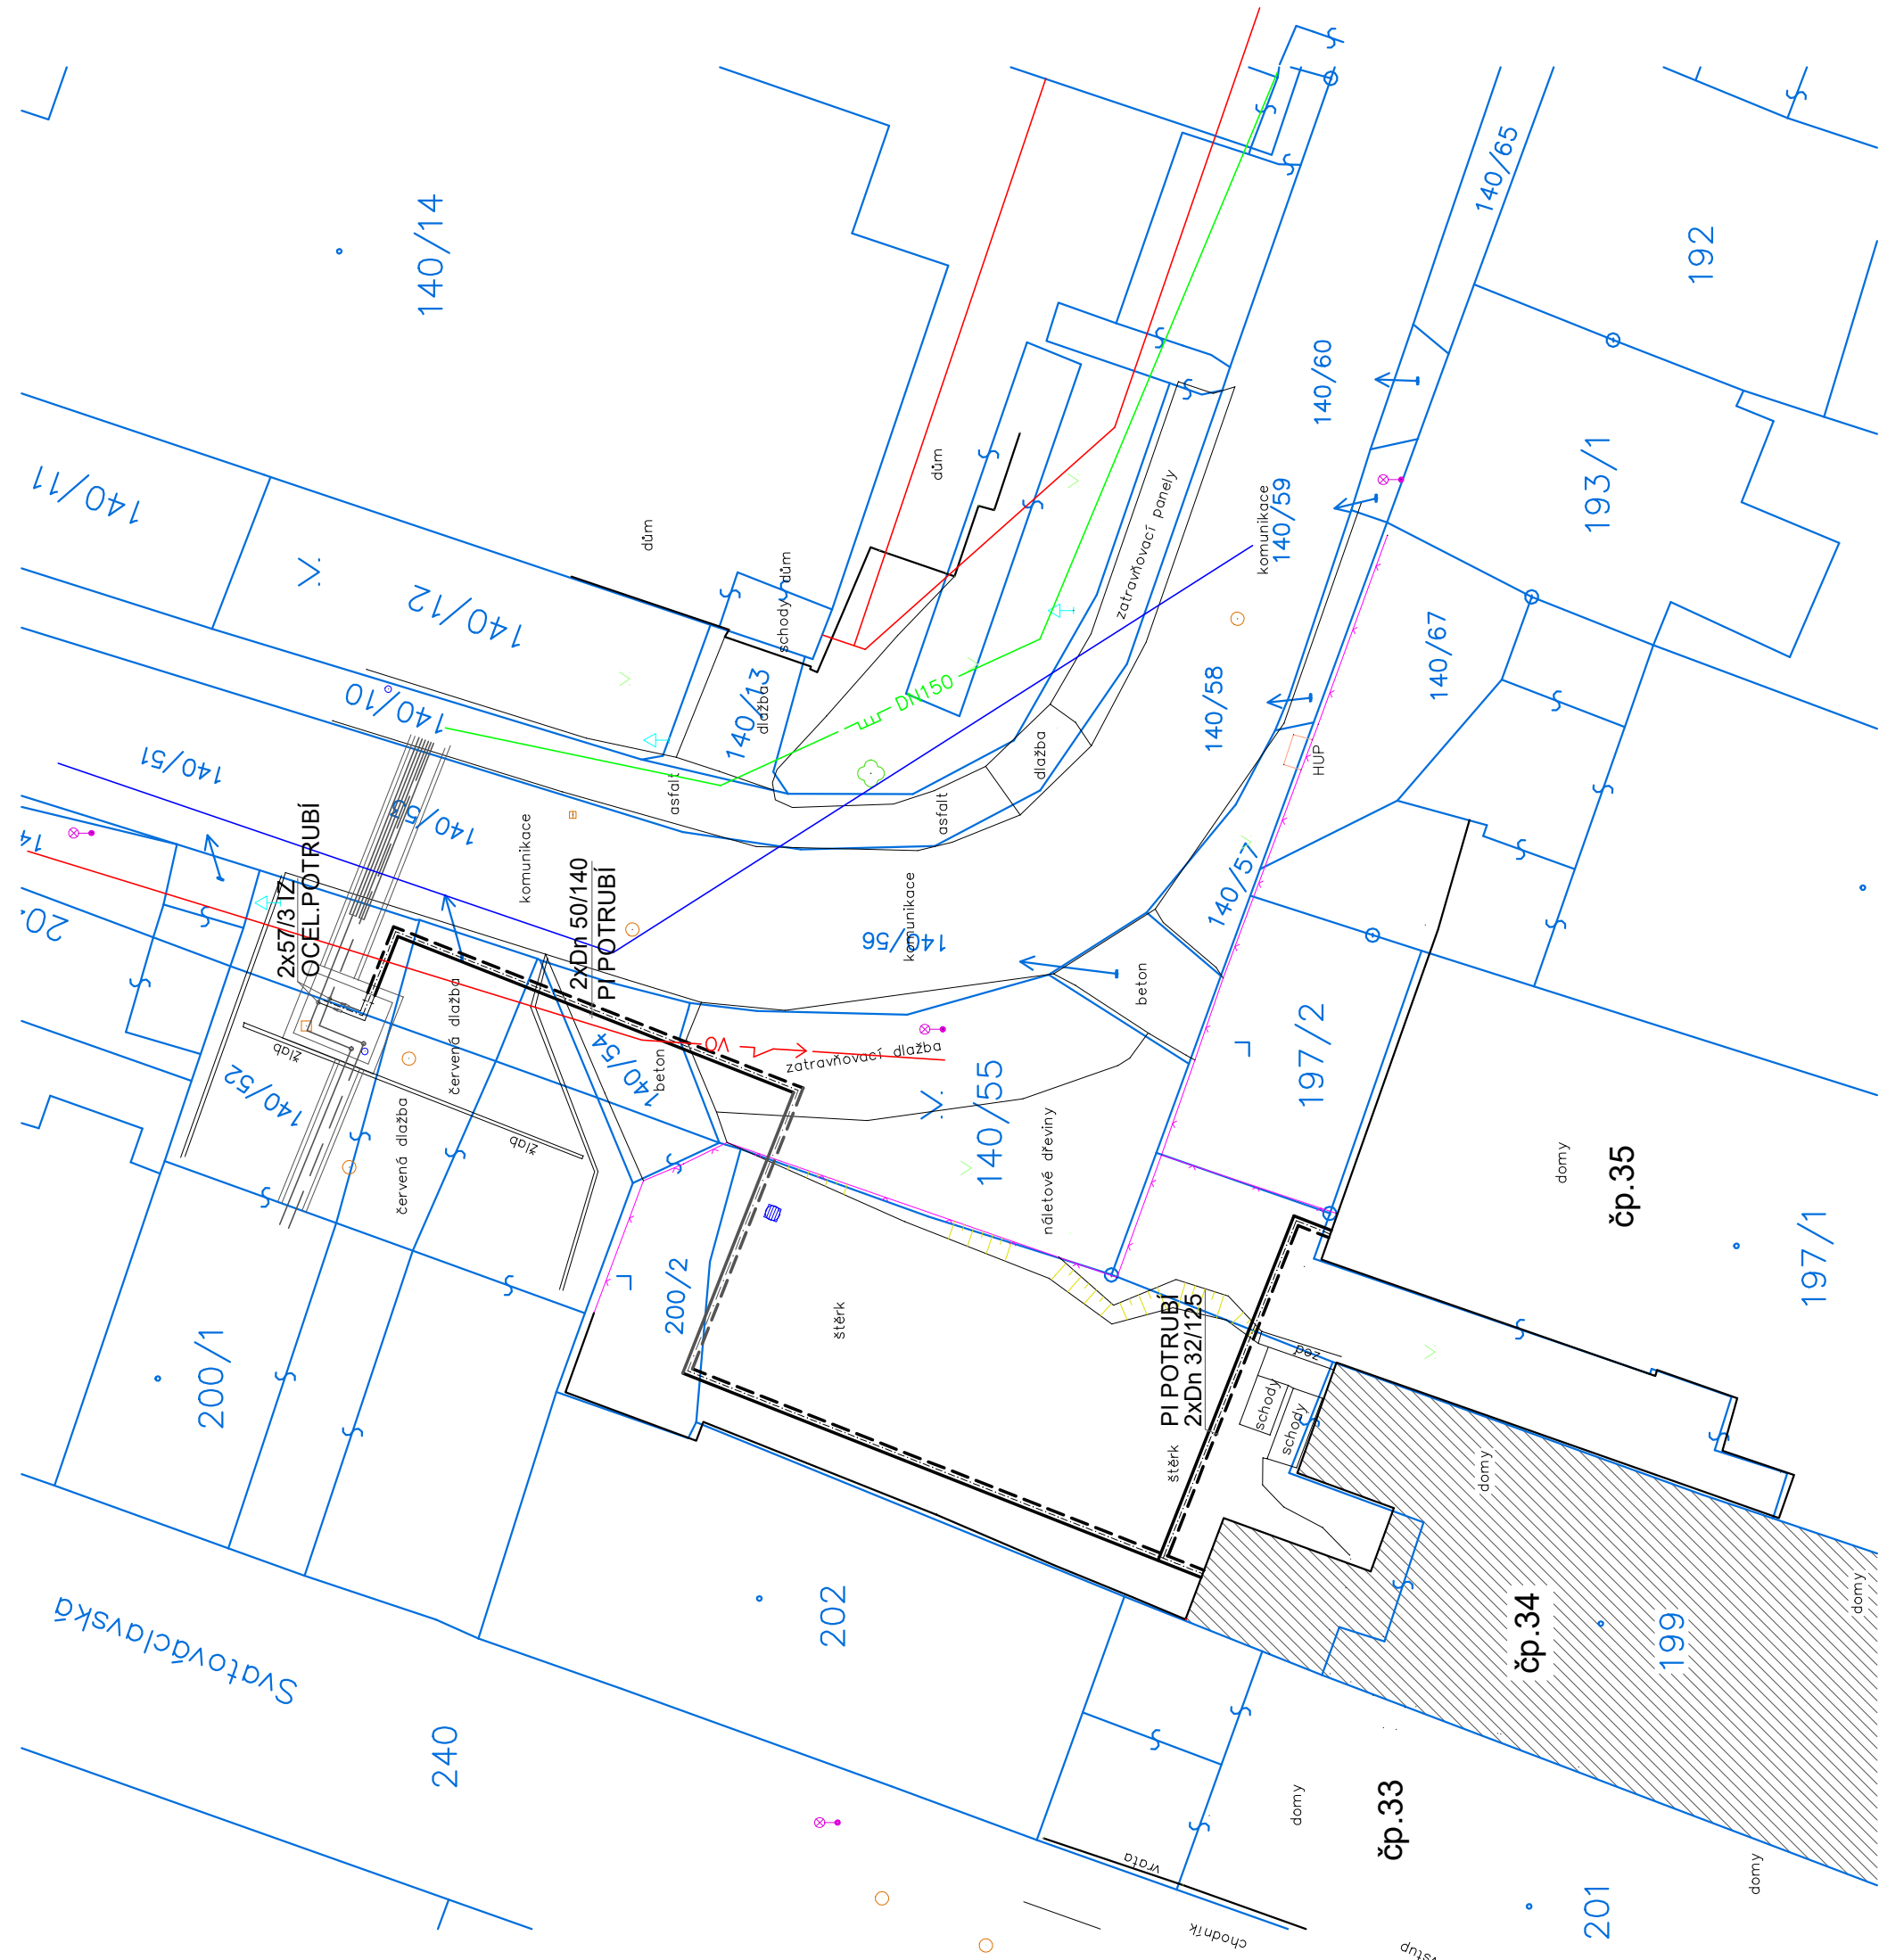 140/14
140/65
192
140/60
193/1
140/11
140/12
dům
dům
dům
schody
zatravňovací panely
komunikace
140/59
140/67
140/58
140/10
140/13
dlažba
DN150
140/51
140/53
asfalt
asfalt
dlažba
HUP
140/57
2x57/3 IZ
OCEL.POTRUBÍ
komunikace
2xDn 50/140
PI POTRUBÍ
komunikace
140/56
beton
14
20
červená dlažba
žlab
140/52
140/54
beton
VO
zatravňovací dlažba
197/2
140/55
červená dlažba
žlab
náletové dřeviny
domy
čp.35
197/1
200/2
200/1
štěrk
PI POTRUBÍ
2xDn 32/125
zeď
schody
schody
štěrk
domy
Svatováclavská
202
čp.34
199
domy
240
domy
čp.33
vrata
domy
201
chodník
vstup